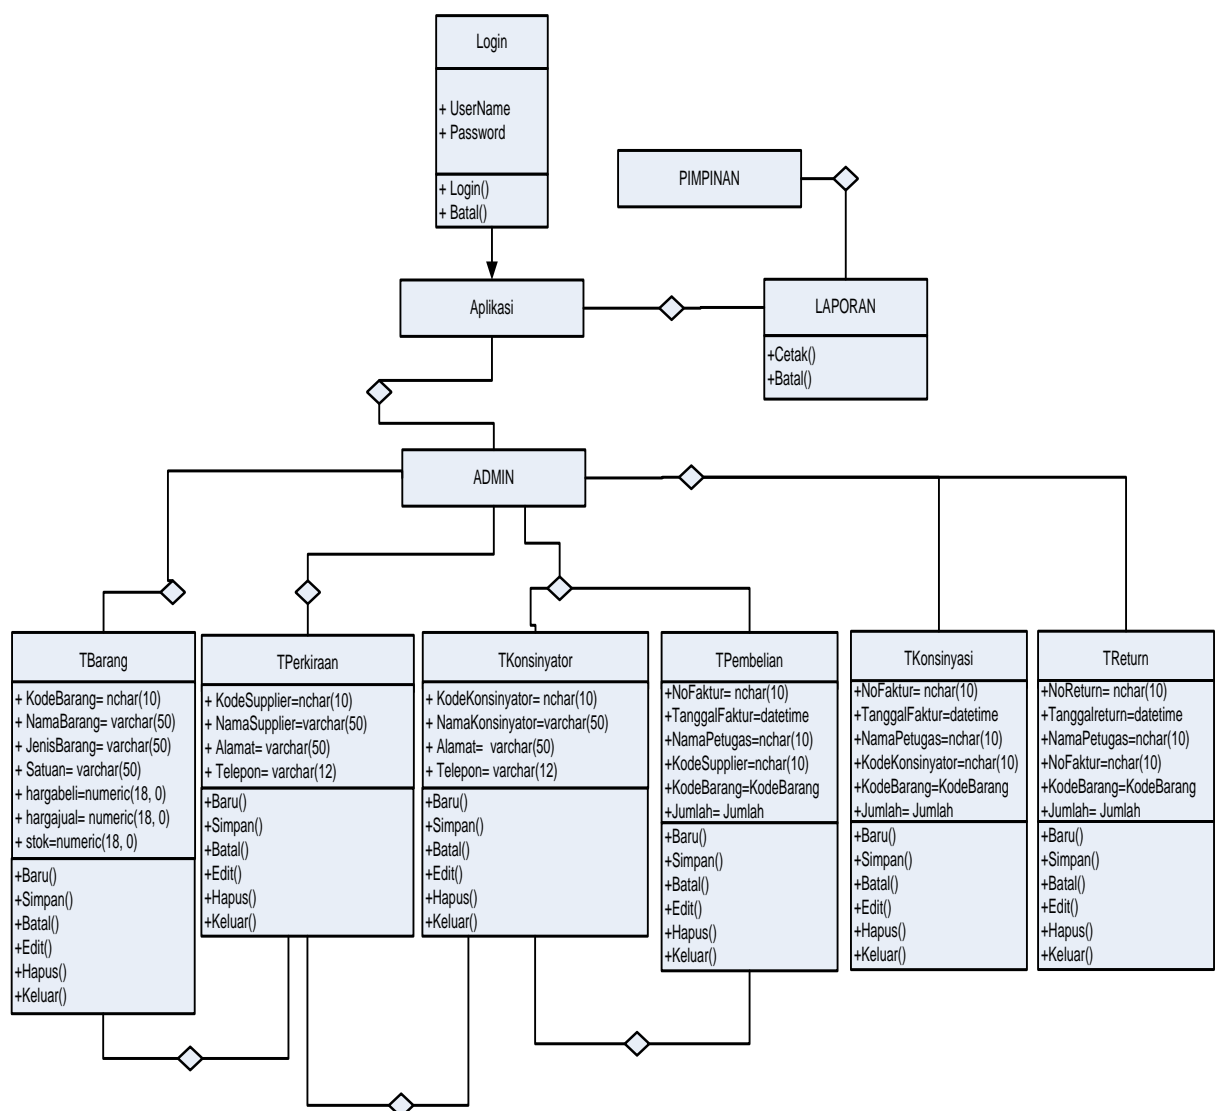 Login
+ UserName
+ Password
+ Login()
+ Batal()
PIMPINAN
Aplikasi
LAPORAN
+Cetak()
+Batal()
ADMIN
TBarang
+ KodeBarang= nchar(10)
+ NamaBarang= varchar(50)
+ JenisBarang= varchar(50)
+ Satuan= varchar(50)
+ hargabeli=numeric(18, 0)
+ hargajual= numeric(18, 0)
+ stok=numeric(18, 0)
+Baru()
+Simpan()
+Batal()
+Edit()
+Hapus()
+Keluar()
TPerkiraan
+ KodeSupplier=nchar(10)
+ NamaSupplier=varchar(50)
+ Alamat= varchar(50)
+ Telepon= varchar(12)
+Baru()
+Simpan()
+Batal()
+Edit()
+Hapus()
+Keluar()
TKonsinyator
+ KodeKonsinyator= nchar(10)
+ NamaKonsinyator=varchar(50)
+ Alamat=  varchar(50)
+ Telepon= varchar(12)
+Baru()
+Simpan()
+Batal()
+Edit()
+Hapus()
+Keluar()
TPembelian
+NoFaktur= nchar(10)
+TanggalFaktur=datetime
+NamaPetugas=nchar(10)
+KodeSupplier=nchar(10)
+KodeBarang=KodeBarang
+Jumlah= Jumlah
+Baru()
+Simpan()
+Batal()
+Edit()
+Hapus()
+Keluar()
TKonsinyasi
+NoFaktur= nchar(10)
+TanggalFaktur=datetime
+NamaPetugas=nchar(10)
+KodeKonsinyator=nchar(10)
+KodeBarang=KodeBarang
+Jumlah= Jumlah
+Baru()
+Simpan()
+Batal()
+Edit()
+Hapus()
+Keluar()
TReturn
+NoReturn= nchar(10)
+Tanggalreturn=datetime
+NamaPetugas=nchar(10)
+NoFaktur=nchar(10)
+KodeBarang=KodeBarang
+Jumlah= Jumlah
+Baru()
+Simpan()
+Batal()
+Edit()
+Hapus()
+Keluar()